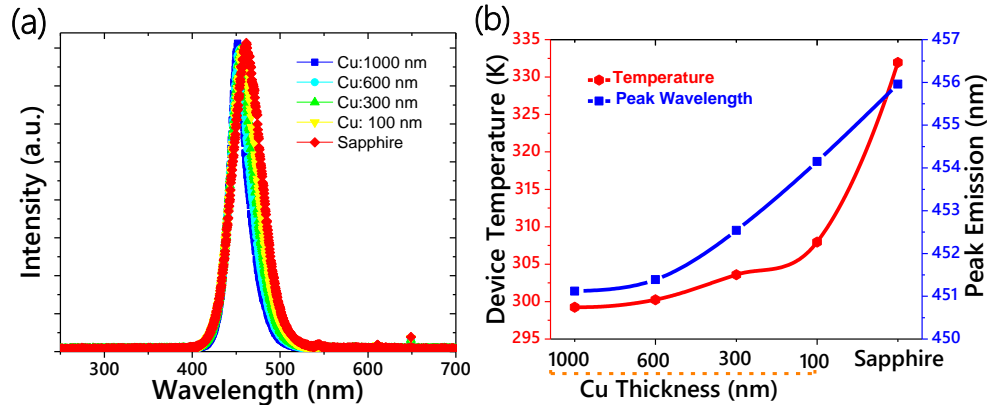 (a)
Intensity (a.u.)
Cu:1000 nm
Cu:600 nm
Cu:300 nm
Cu: 100 nm
Sapphire
300 400 500 600 700
Wavelength (nm)
(b)
Device Temperature (K)
335
330
325
320
315
310
305
300
295
Temperature
Peak Wavelength
457
456
455
454
453
452
451
450
Peak Emission (nm)
1000 600 300 100 Sapphire
Cu Thickness (nm)